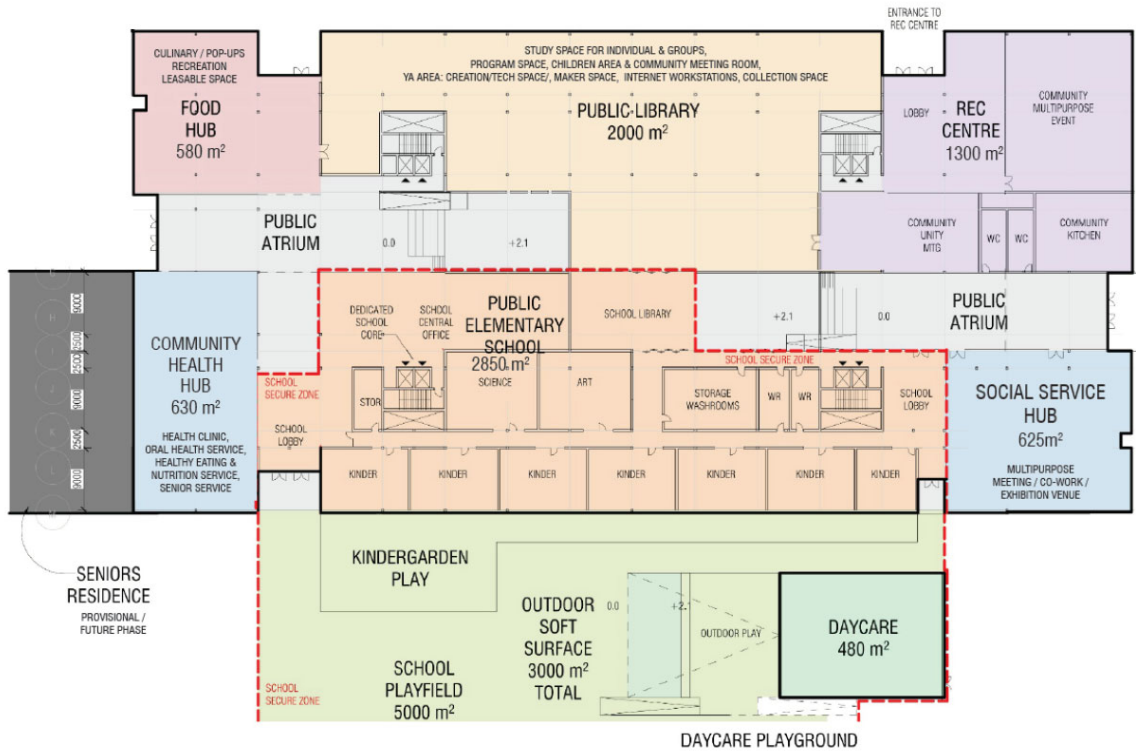 ENTRANCE TO
REC CENTRE
CULINARY / POP-UPS
RECREATION
LEASABLE SPACE
FOOD
HUB
580 m²
STUDY SPACE FOR INDIVIDUAL & GROUPS,
PROGRAM SPACE, CHILDREN AREA & COMMUNITY MEETING ROOM,
YA AREA: CREATION/TECH SPACE/, MAKER SPACE, INTERNET WORKSTATIONS, COLLECTION SPACE
PUBLIC LIBRARY
2000 m²
LOBBY
REC
CENTRE
1300 m²
COMMUNITY
MULTIPURPOSE
EVENT
PUBLIC
ATRIUM
0.0
+2.1
COMMUNITY
UNITY
MTG
WC
WC
COMMUNITY
KITCHEN
DEDICATED
SCHOOL
CORE
SCHOOL
CENTRAL
OFFICE
PUBLIC
ELEMENTARY
SCHOOL
2850 m²
SCHOOL LIBRARY
+2.1
0.0
PUBLIC
ATRIUM
9000
2500
2500
9000
2500
9000
COMMUNITY
HEALTH
HUB
630 m²
HEALTH CLINIC,
ORAL HEALTH SERVICE,
HEALTHY EATING &
NUTRITION SERVICE,
SENIOR SERVICE
SCHOOL
SECURE ZONE
SCHOOL
LOBBY
STOR
SCIENCE
ART
STORAGE
WASHROOMS
WR
WR
SCHOOL SECURE ZONE
SCHOOL
LOBBY
SOCIAL SERVICE
HUB
625m²
MULTIPURPOSE
MEETING / CO-WORK /
EXHIBITION VENUE
KINDER
KINDER
KINDER
KINDER
KINDER
KINDER
KINDER
SENIORS
RESIDENCE
PROVISIONAL /
FUTURE PHASE
KINDERGARDEN
PLAY
OUTDOOR
SOFT
SURFACE
3000 m²
TOTAL
0.0
+2.1
OUTDOOR PLAY
DAYCARE
480 m²
SCHOOL
SECURE ZONE
SCHOOL
PLAYFIELD
5000 m²
DAYCARE PLAYGROUND